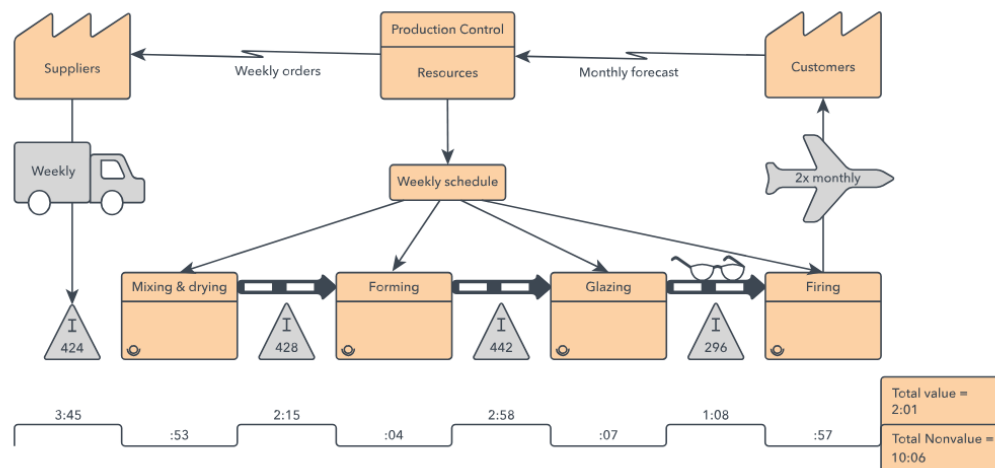 Production Control
Suppliers
Weekly orders
Resources
Monthly forecast
Customers
Weekly
Weekly schedule
2x monthly
Mixing & drying
Forming
Glazing
Firing
I
424
I
428
I
442
I
296
3:45
:53
2:15
:04
2:58
:07
1:08
:57
Total value =
2:01
Total Nonvalue =
10:06